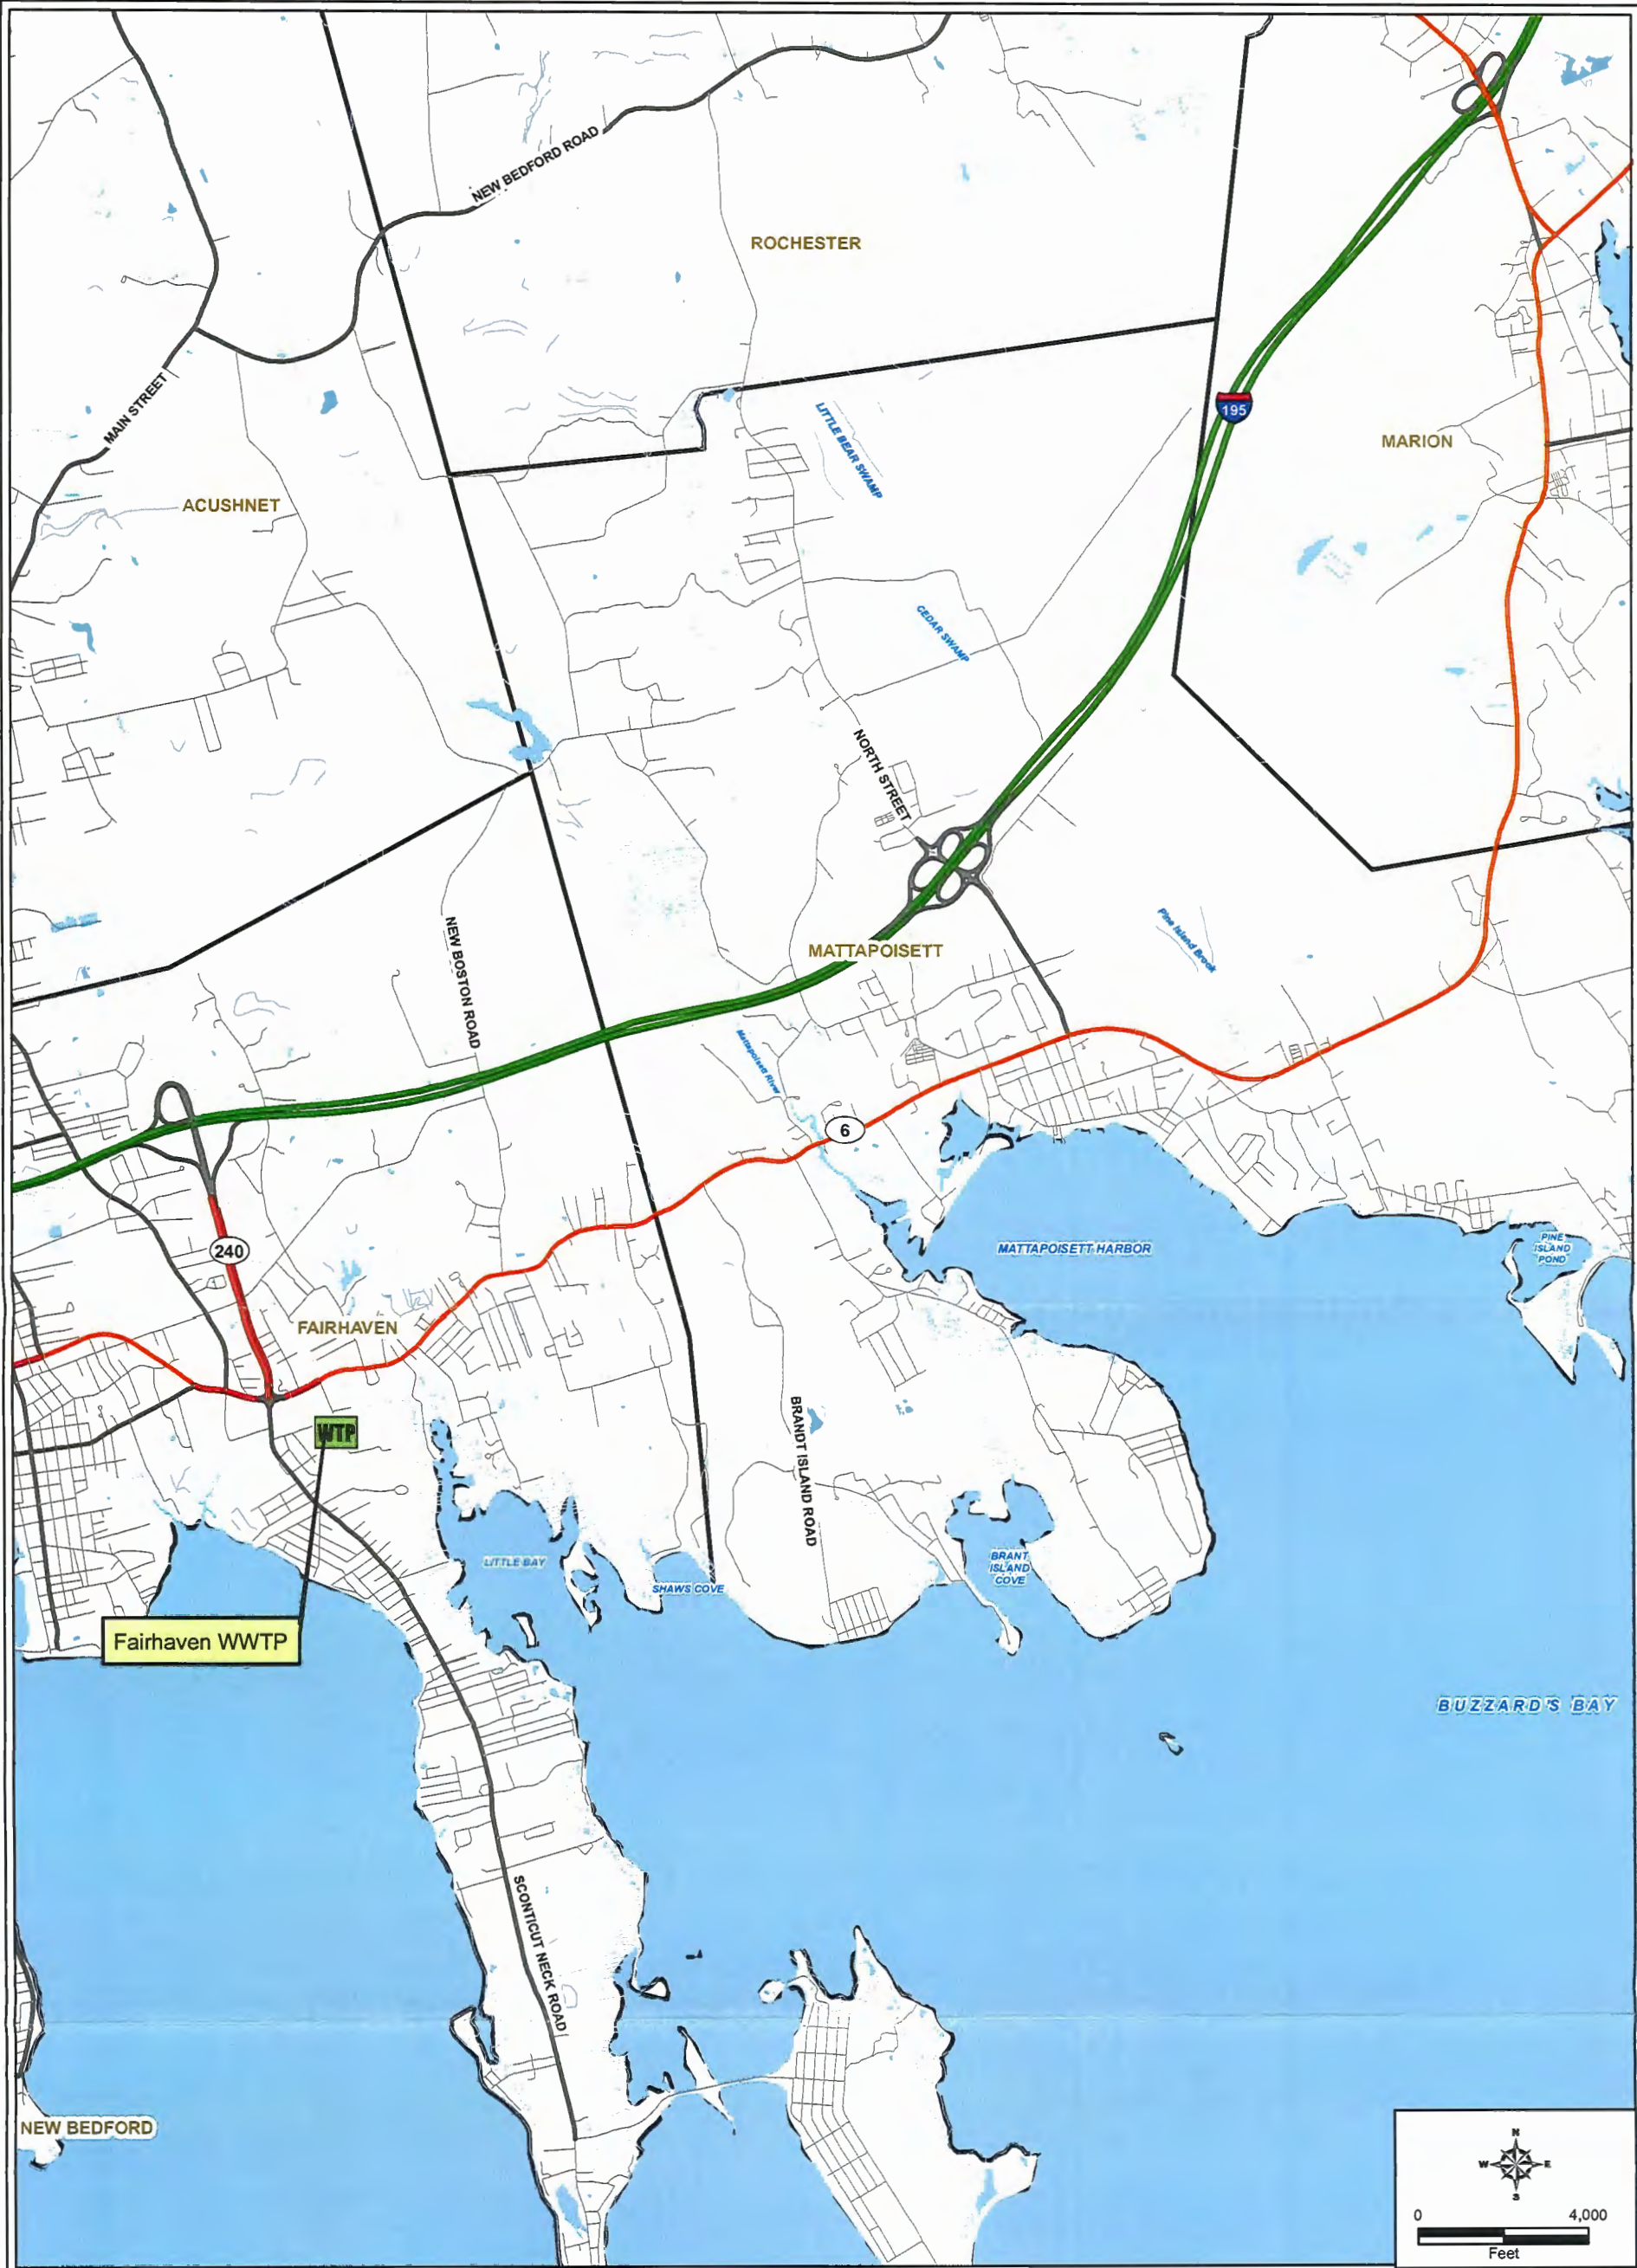 NEW BEDFORD ROAD
ROCHESTER
MAIN STREET
LITTLE BEAR SWAMP
195
MARION
ACUSHNET
CEDAR SWAMP
NORTH STREET
NEW BOSTON ROAD
MATTAPOISETT
Pine Island Brook
Mattapoisett River
6
240
MATTAPOISETT HARBOR
PINE
ISLAND
POND
FAIRHAVEN
WTP
BRANDT ISLAND ROAD
LITTLE BAY
SHAWS COVE
BRANT
ISLAND
COVE
Fairhaven WWTP
BUZZARD'S BAY
SCONTICUT NECK ROAD
NEW BEDFORD
N
W
E
S
0
4,000
Feet